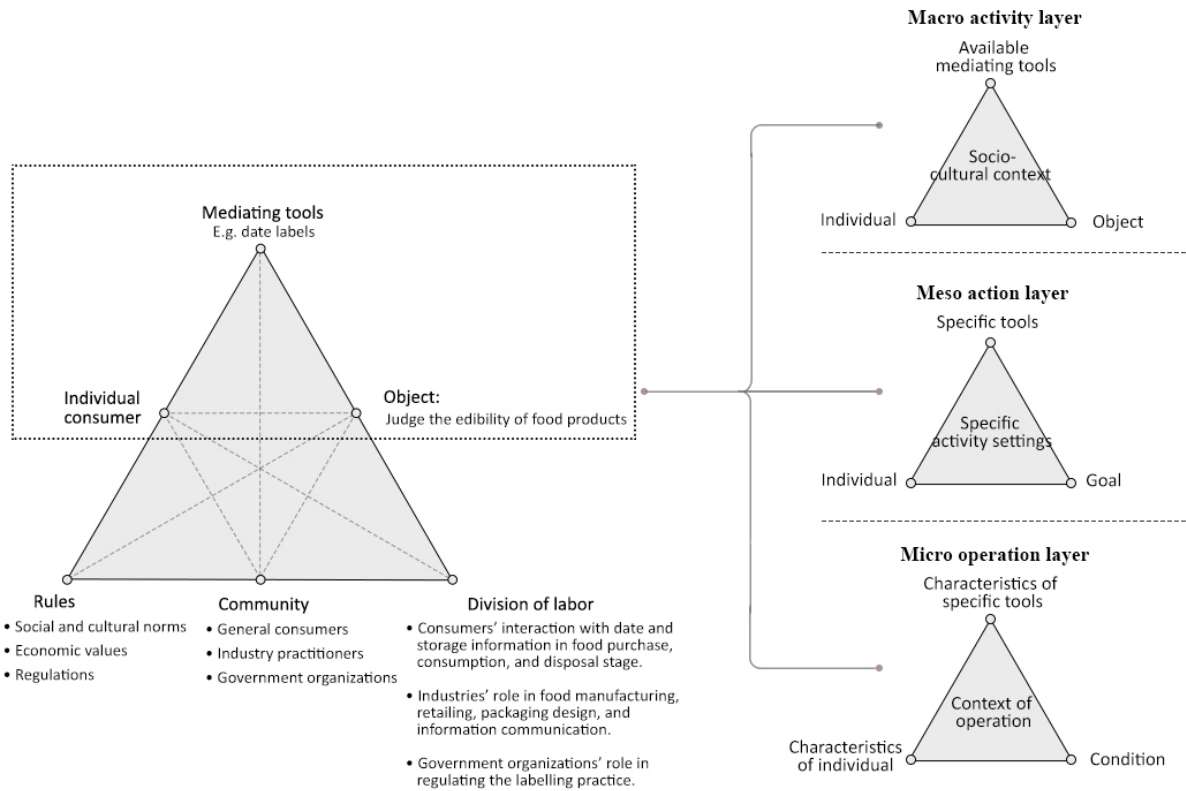 Mediating tools
E.g. date labels
Individual
consumer
Object:
Judge the edibility of food products
Rules
• Social and cultural norms
• Economic values
• Regulations
Community
• General consumers
• Industry practitioners
• Government organizations
Division of labor
• Consumers’ interaction with date and
storage information in food purchase,
consumption, and disposal stage.
• Industries’ role in food manufacturing,
retailing, packaging design, and
information communication.
• Government organizations’ role in
regulating the labelling practice.
Macro activity layer
Available
mediating tools
Socio-
cultural context
Individual
Object
Meso action layer
Specific tools
Specific
activity settings
Individual
Goal
Micro operation layer
Characteristics of
specific tools
Context of
operation
Characteristics
of individual
Condition